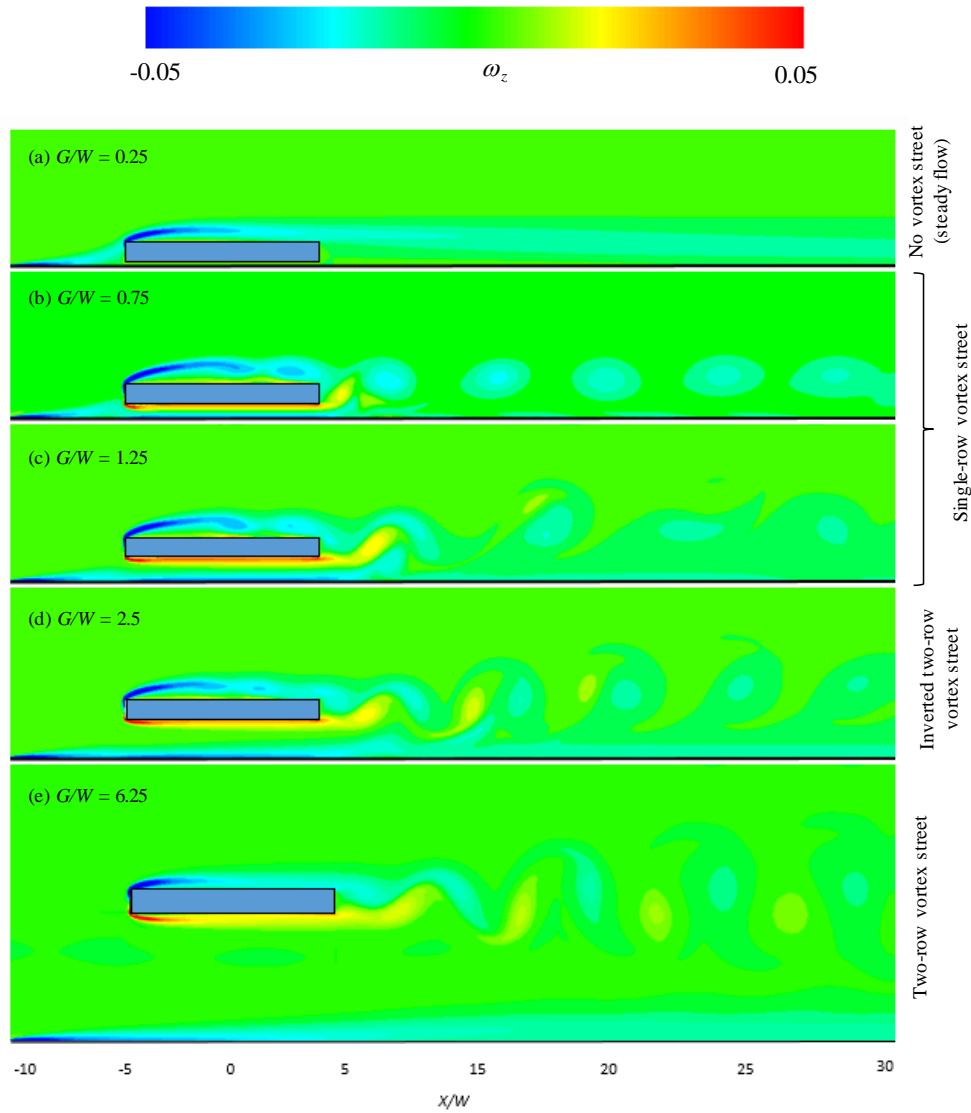 -0.05 ω_z 0.05
(a) G/W = 0.25
No vortex street
(steady flow)
(b) G/W = 0.75
(c) G/W = 1.25
Single-row vortex street
(d) G/W = 2.5
Inverted two-row
vortex street
(e) G/W = 6.25
Two-row vortex street
-10 -5 0 5 15 20 25 30
X/W